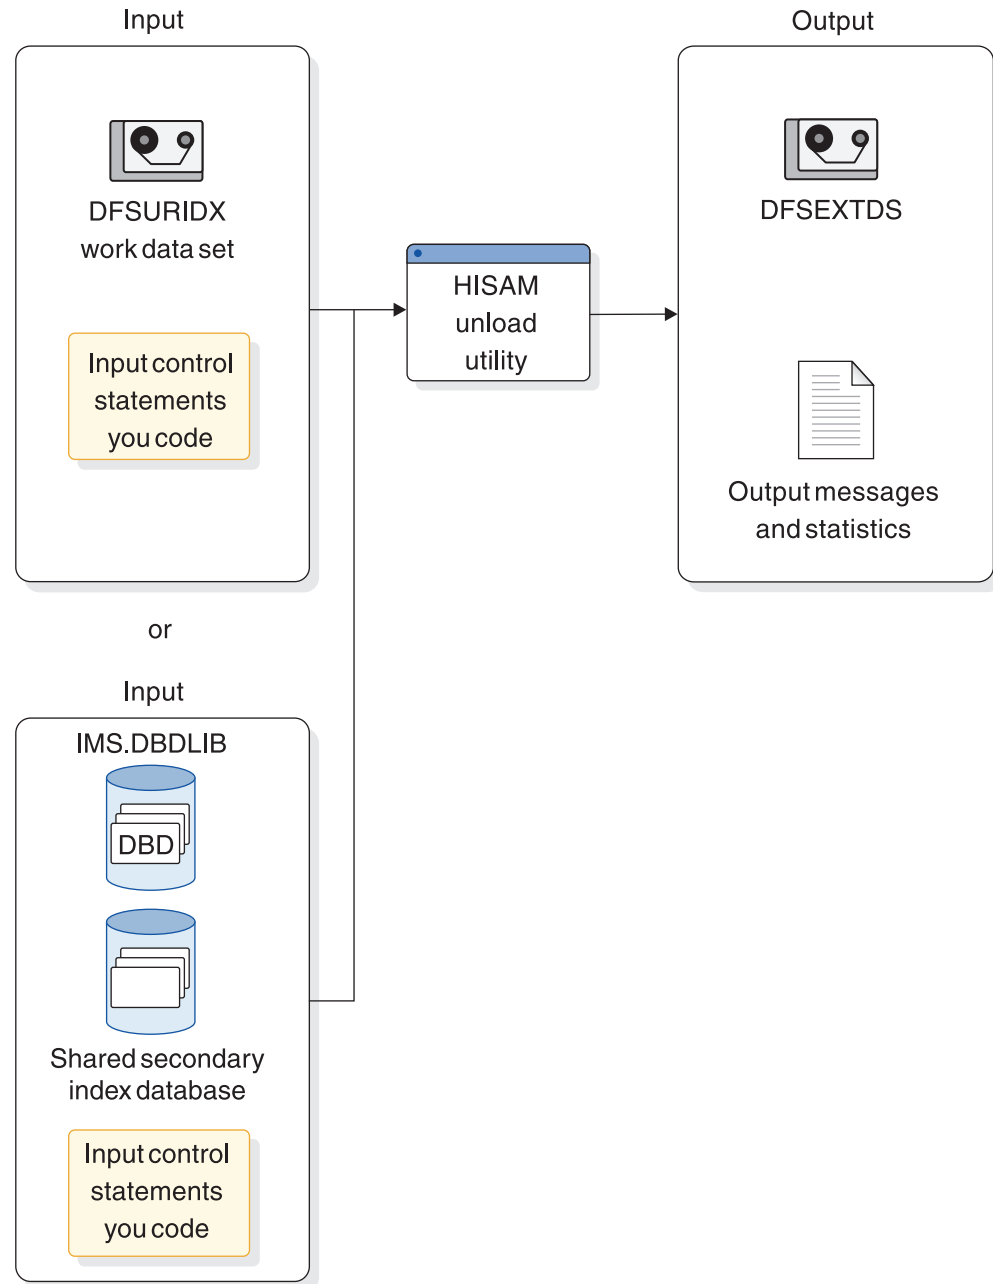 Input
DFSURIDX
work data set
Input control
statements
you code
HISAM
unload
utility
Output
DFSEXTDS
Output messages
and statistics
or
Input
IMS.DBDLIB
DBD
Shared secondary
index database
Input control
statements
you code